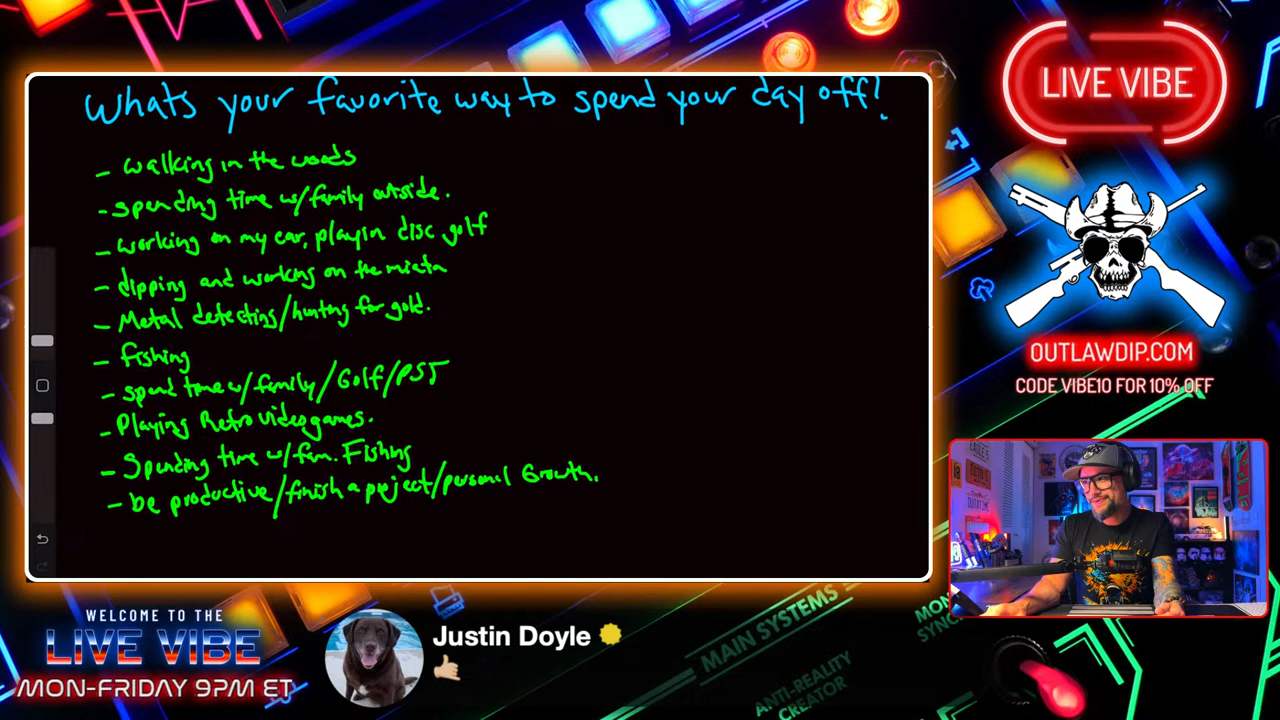 Whats your favorite way to spend your day off?
- walking in the woods
- spending time w/family outside.
- working on my car, playin disc golf
- dipping and working on the miata
- Metal detecting/hunting for gold.
- fishing
- spend time w/family/Golf/PS5
- Playing Retro videogames.
- Spending time w/fam. Fishing
- be productive/finish a project/personal Growth.
LIVE VIBE
OUTLAWDIP.COM
CODE VIBE10 FOR 10% OFF
WELCOME TO THE
LIVE VIBE
MON-FRIDAY 9PM ET
Justin Doyle
MAIN SYSTEMS
ANTI-REALITY
CREATOR
MON
SYNC